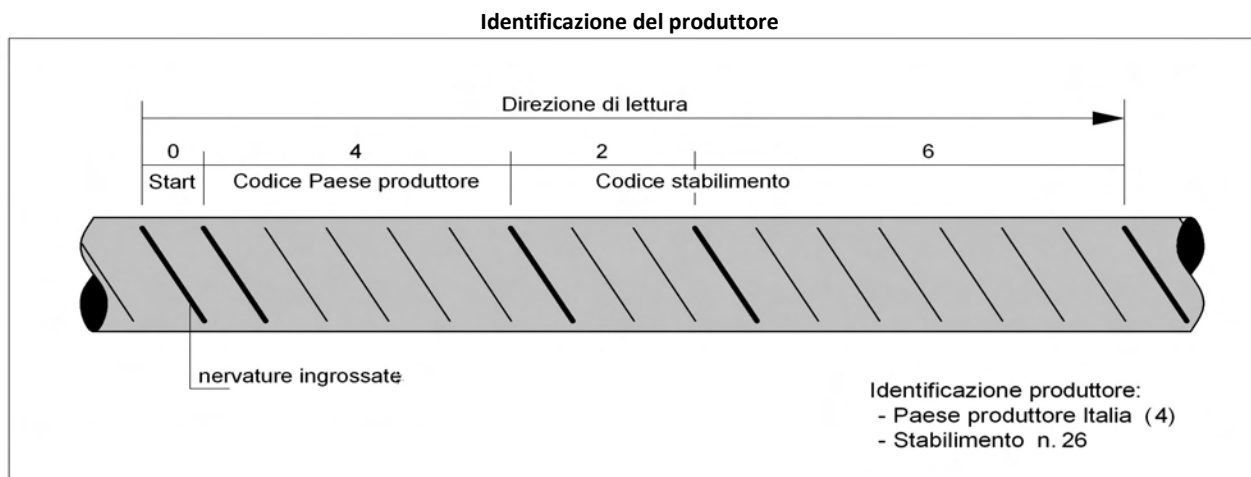 Identificazione del produttore
Direzione di lettura
0 4 2 6
Start Codice Paese produttore Codice stabilimento
nervature ingrossate
Identificazione produttore:
- Paese produttore Italia (4)
- Stabilimento n. 26